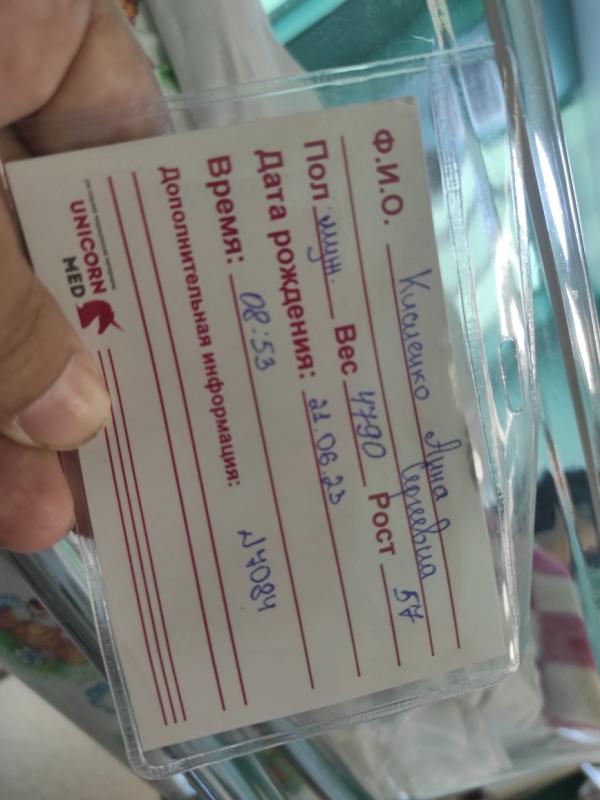 Ф.И.О. Кисленко Анна
Сергеевна
Пол муж. Вес 4790 Рост 57
Дата рождения: 21.06.23
Время: 08:53
Дополнительная информация: N4084
UNICORN
MED